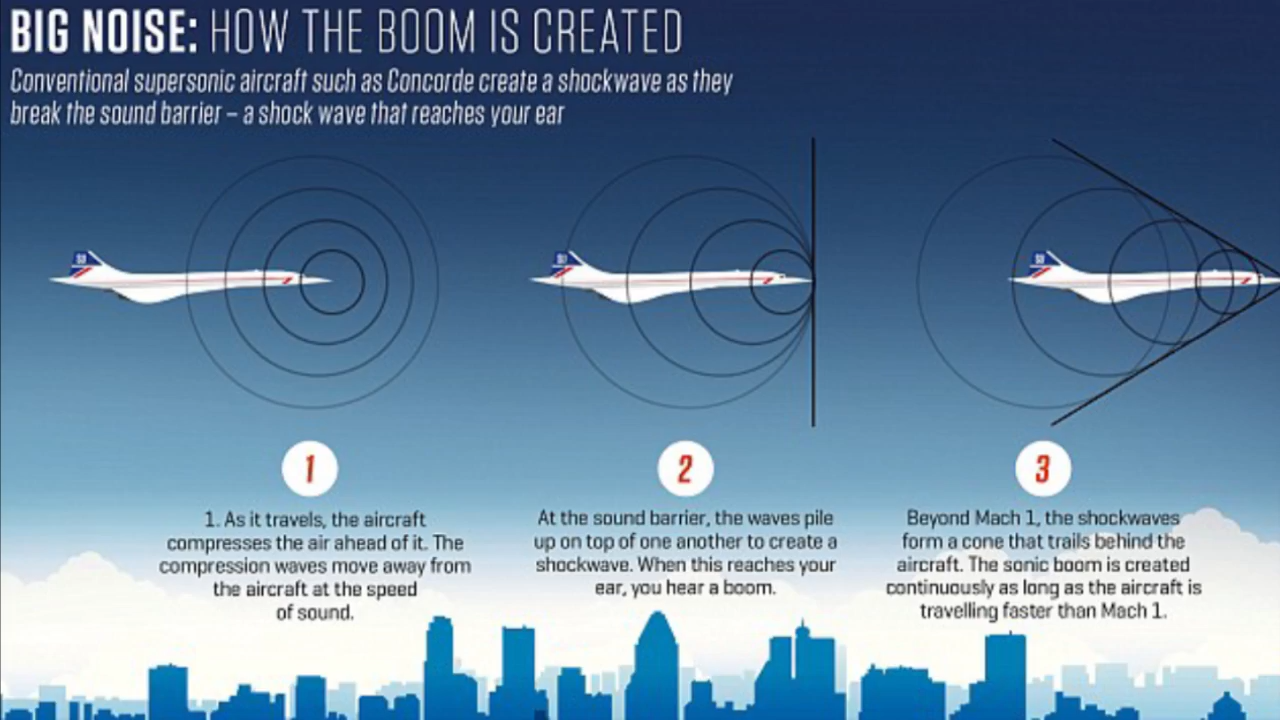 BIG NOISE: HOW THE BOOM IS CREATED
Conventional supersonic aircraft such as Concorde create a shockwave as they
break the sound barrier – a shock wave that reaches your ear
1
1. As it travels, the aircraft
compresses the air ahead of it. The
compression waves move away from
the aircraft at the speed
of sound.
2
At the sound barrier, the waves pile
up on top of one another to create a
shockwave. When this reaches your
ear, you hear a boom.
3
Beyond Mach 1, the shockwaves
form a cone that trails behind the
aircraft. The sonic boom is created
continuously as long as the aircraft is
travelling faster than Mach 1.